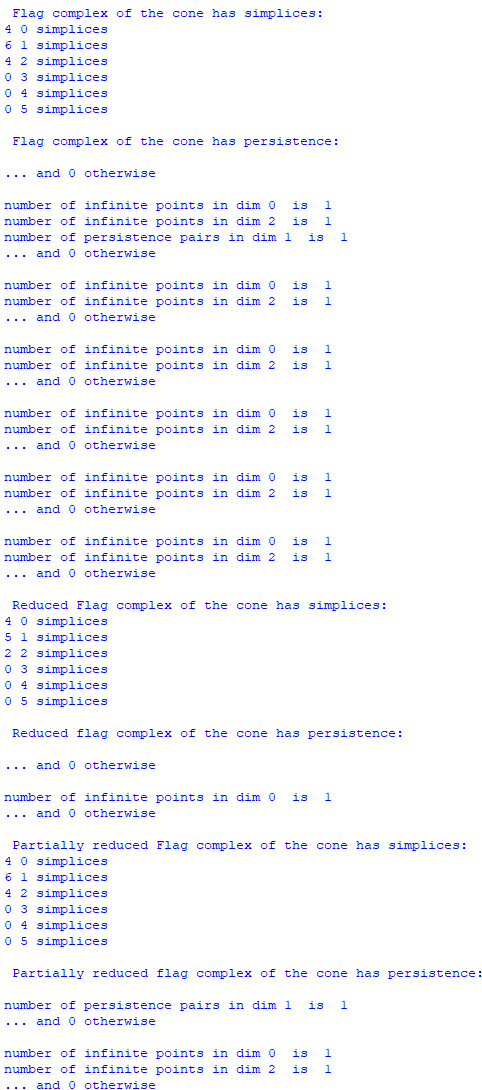 Flag complex of the cone has simplices:
4 0 simplices
6 1 simplices
4 2 simplices
0 3 simplices
0 4 simplices
0 5 simplices
Flag complex of the cone has persistence:
... and 0 otherwise
number of infinite points in dim 0  is  1
number of infinite points in dim 2  is  1
number of persistence pairs in dim 1  is  1
... and 0 otherwise
number of infinite points in dim 0  is  1
number of infinite points in dim 2  is  1
... and 0 otherwise
number of infinite points in dim 0  is  1
number of infinite points in dim 2  is  1
... and 0 otherwise
number of infinite points in dim 0  is  1
number of infinite points in dim 2  is  1
... and 0 otherwise
number of infinite points in dim 0  is  1
number of infinite points in dim 2  is  1
... and 0 otherwise
number of infinite points in dim 0  is  1
number of infinite points in dim 2  is  1
... and 0 otherwise
Reduced Flag complex of the cone has simplices:
4 0 simplices
5 1 simplices
2 2 simplices
0 3 simplices
0 4 simplices
0 5 simplices
Reduced flag complex of the cone has persistence:
... and 0 otherwise
number of infinite points in dim 0  is  1
... and 0 otherwise
Partially reduced Flag complex of the cone has simplices:
4 0 simplices
6 1 simplices
4 2 simplices
0 3 simplices
0 4 simplices
0 5 simplices
Partially reduced flag complex of the cone has persistence:
number of persistence pairs in dim 1  is  1
... and 0 otherwise
number of infinite points in dim 0  is  1
number of infinite points in dim 2  is  1
... and 0 otherwise